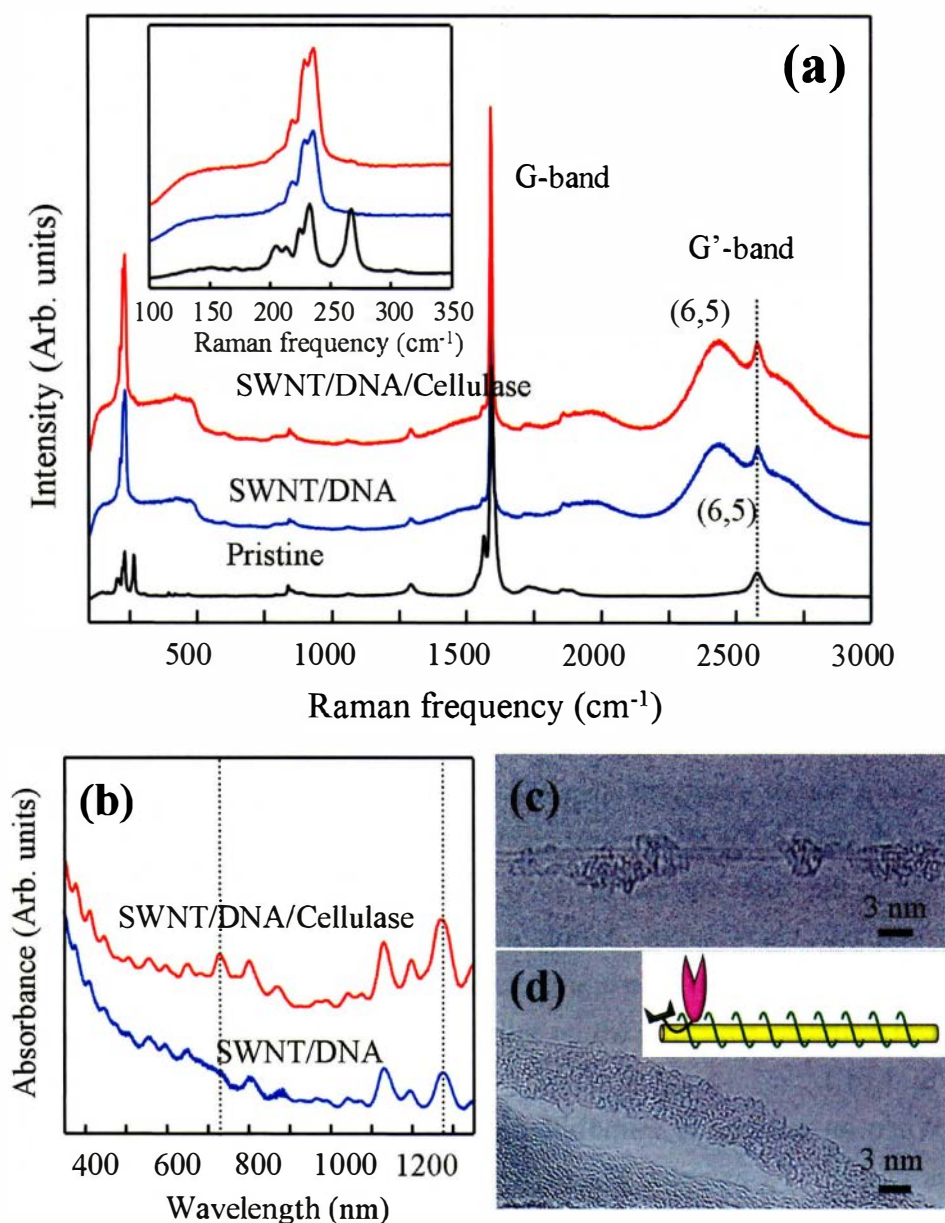 (a)
G-band
G’-band
(6,5)
SWNT/DNA/Cellulase
SWNT/DNA
(6,5)
Pristine
Intensity (Arb. units)
500 1000 1500 2000 2500 3000
Raman frequency (cm-1)
100 150 200 250 300 350
Raman frequency (cm-1)
(b)
SWNT/DNA/Cellulase
SWNT/DNA
Absorbance (Arb. units)
400 600 800 1000 1200
Wavelength (nm)
(c)
3 nm
(d)
3 nm